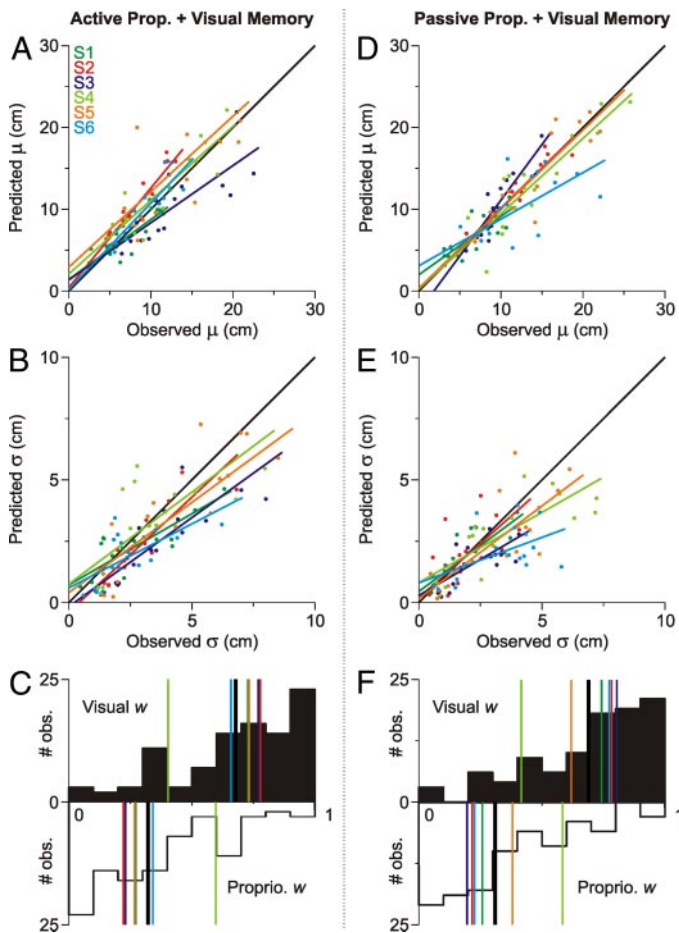 Active Prop. + Visual Memory
Passive Prop. + Visual Memory
A
S1
S2
S3
S4
S5
S6
30
20
10
0
0
10
20
30
Predicted μ (cm)
Observed μ (cm)
D
30
20
10
0
0
10
20
30
Predicted μ (cm)
Observed μ (cm)
B
10
5
0
0
5
10
Predicted σ (cm)
Observed σ (cm)
E
10
5
0
0
5
10
Predicted σ (cm)
Observed σ (cm)
C
25
# obs.
Visual w
0
0
1
# obs.
Proprio. w
25
F
25
# obs.
Visual w
0
0
1
# obs.
Proprio. w
25